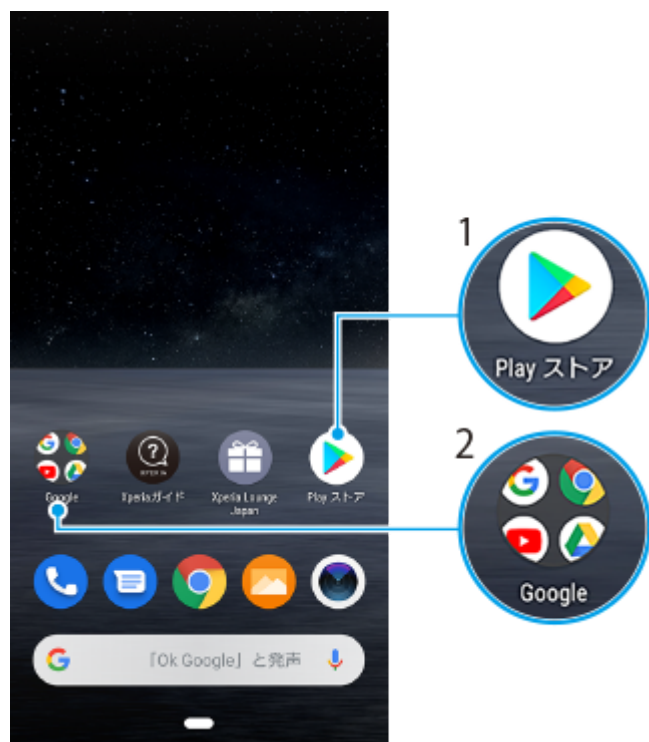 1
Play ストア
2
Google
Google
Xperiaガイド
Xperia Lounge
Japan
Play ストア
「Ok Google」と発声